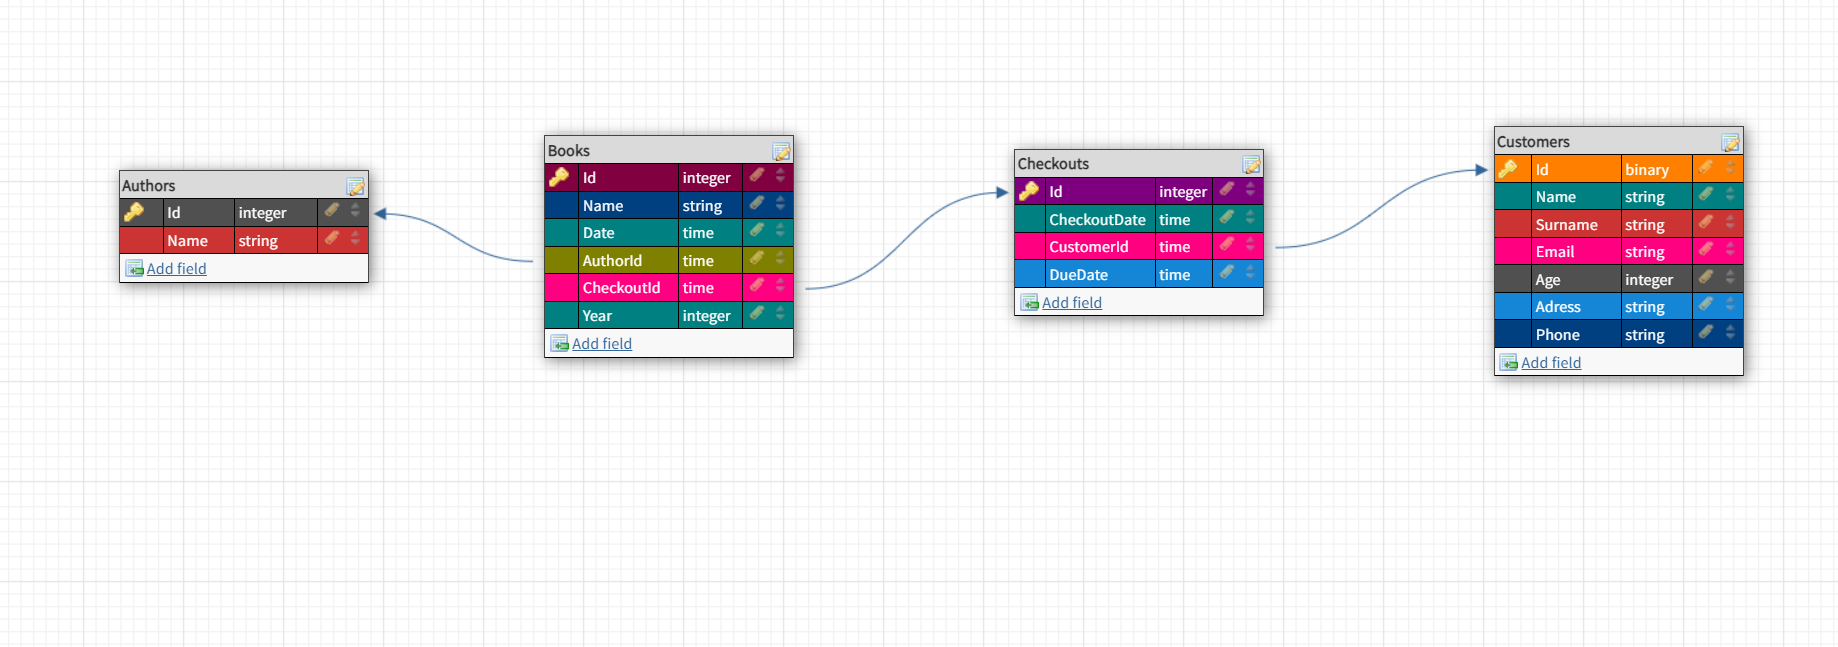 Authors
Id integer
Name string
Add field
Books
Id integer
Name string
Date time
AuthorId time
CheckoutId time
Year integer
Add field
Checkouts
Id integer
CheckoutDate time
CustomerId time
DueDate time
Add field
Customers
Id binary
Name string
Surname string
Email string
Age integer
Adress string
Phone string
Add field